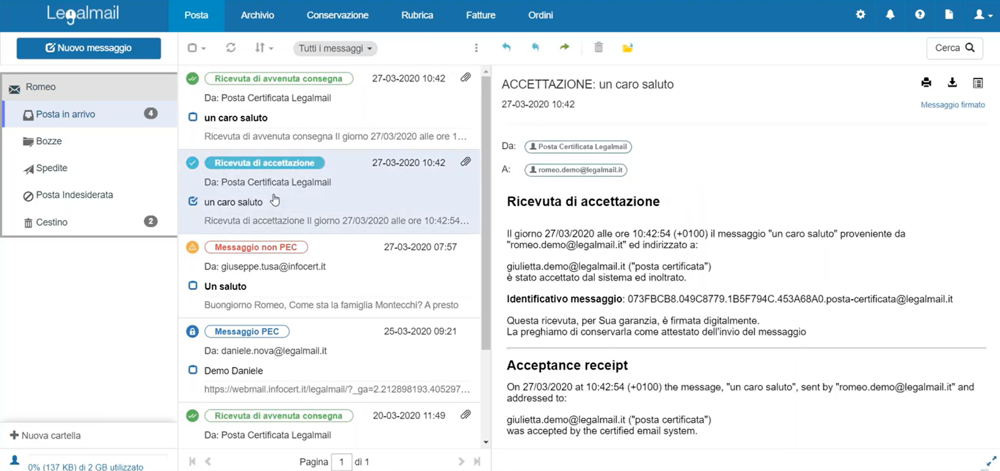 Legalmail
Posta
Archivio
Conservazione
Rubrica
Fatture
Ordini
Nuovo messaggio
Tutti i messaggi
Cerca
Romeo
Posta in arrivo
4
Bozze
Spedite
Posta Indesiderata
Cestino
2
Nuova cartella
0% (137 KB) di 2 GB utilizzato
Ricevuta di avvenuta consegna 27-03-2020 10:42
Da: Posta Certificata Legalmail
un caro saluto
Ricevuta di avvenuta consegna Il giorno 27/03/2020 alle ore 1...
Ricevuta di accettazione 27-03-2020 10:42
Da: Posta Certificata Legalmail
un caro saluto
Ricevuta di accettazione Il giorno 27/03/2020 alle ore 10:42:54...
Messaggio non PEC 27-03-2020 07:57
Da: giuseppe.tusa@infocert.it
Un saluto
Buongiorno Romeo, Come sta la famiglia Montecchi? A presto
Messaggio PEC 25-03-2020 09:21
Da: daniele.nova@legalmail.it
Demo Daniele
https://webmail.infocert.it/legalmail/?_ga=2.212898193.405297...
Ricevuta di avvenuta consegna 20-03-2020 11:49
Da: Posta Certificata Legalmail
Pagina 1 di 1
ACCETTAZIONE: un caro saluto
27-03-2020 10:42
Messaggio firmato
Da: Posta Certificata Legalmail
A: romeo.demo@legalmail.it
Ricevuta di accettazione
Il giorno 27/03/2020 alle ore 10:42:54 (+0100) il messaggio "un caro saluto" proveniente da
"romeo.demo@legalmail.it" ed indirizzato a:
giulietta.demo@legalmail.it ("posta certificata")
è stato accettato dal sistema ed inoltrato.
Identificativo messaggio: 073FBCB8.049C8779.1B5F794C.453A68A0.posta-certificata@legalmail.it
Questa ricevuta, per Sua garanzia, è firmata digitalmente.
La preghiamo di conservarla come attestato dell'invio del messaggio
Acceptance receipt
On 27/03/2020 at 10:42:54 (+0100) the message, "un caro saluto", sent by "romeo.demo@legalmail.it" and
addressed to:
giulietta.demo@legalmail.it ("posta certificata")
was accepted by the certified email system.